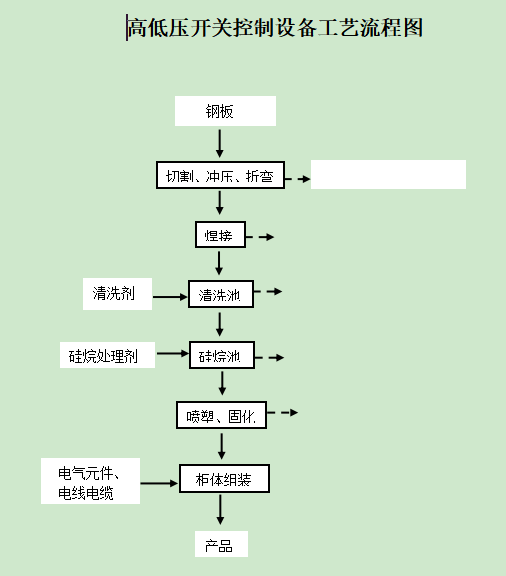 高低压开关控制设备工艺流程图
钢板
切割、冲压、折弯
焊接
清洗剂
清洗池
硅烷处理剂
硅烷池
喷塑、固化
电气元件、
电线电缆
柜体组装
产品